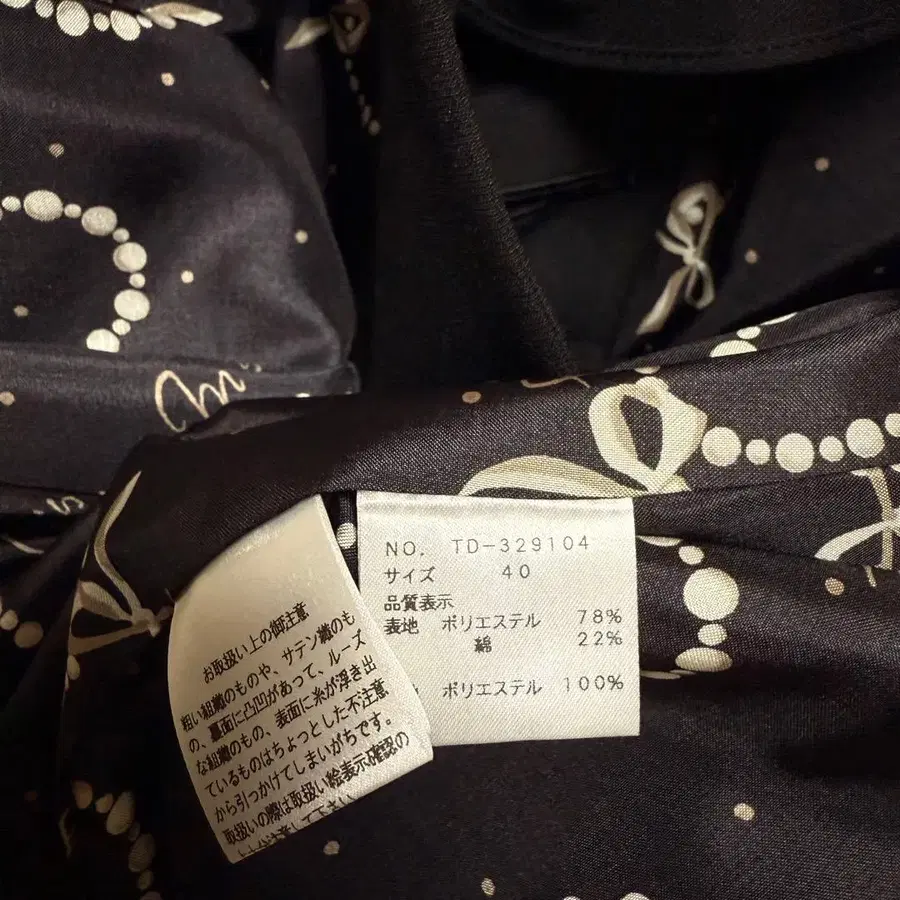 NO. TD-329104
サイズ 40
品質表示
表地 ポリエステル 78%
綿 22%
ポリエステル 100%
お取扱い上の御注意
粗い組織のものや、サテン織のも
の、裏面に凸凹があって、ルーズ
な組織のもの、表面に糸が浮き出
ているものはちょっとした不注意
から引っかけてしまいがちです。
取扱いの際は取扱い絵表示確認の